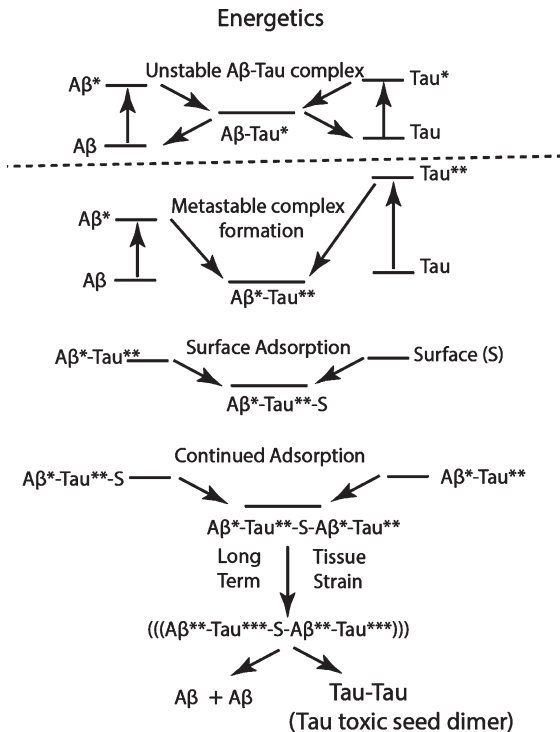 Energetics
Unstable Aβ-Tau complex
Aβ*
Tau*
Aβ-Tau*
Aβ
Tau
Tau**
Metastable complex
formation
Aβ*
Aβ
Tau
Aβ*-Tau**
Surface Adsorption
Aβ*-Tau**
Surface (S)
Aβ*-Tau**-S
Continued Adsorption
Aβ*-Tau**-S
Aβ*-Tau**
Aβ*-Tau**-S-Aβ*-Tau**
Long
Term
Tissue
Strain
(((Aβ**-Tau***-S-Aβ**-Tau***)))
Aβ + Aβ
Tau-Tau
(Tau toxic seed dimer)